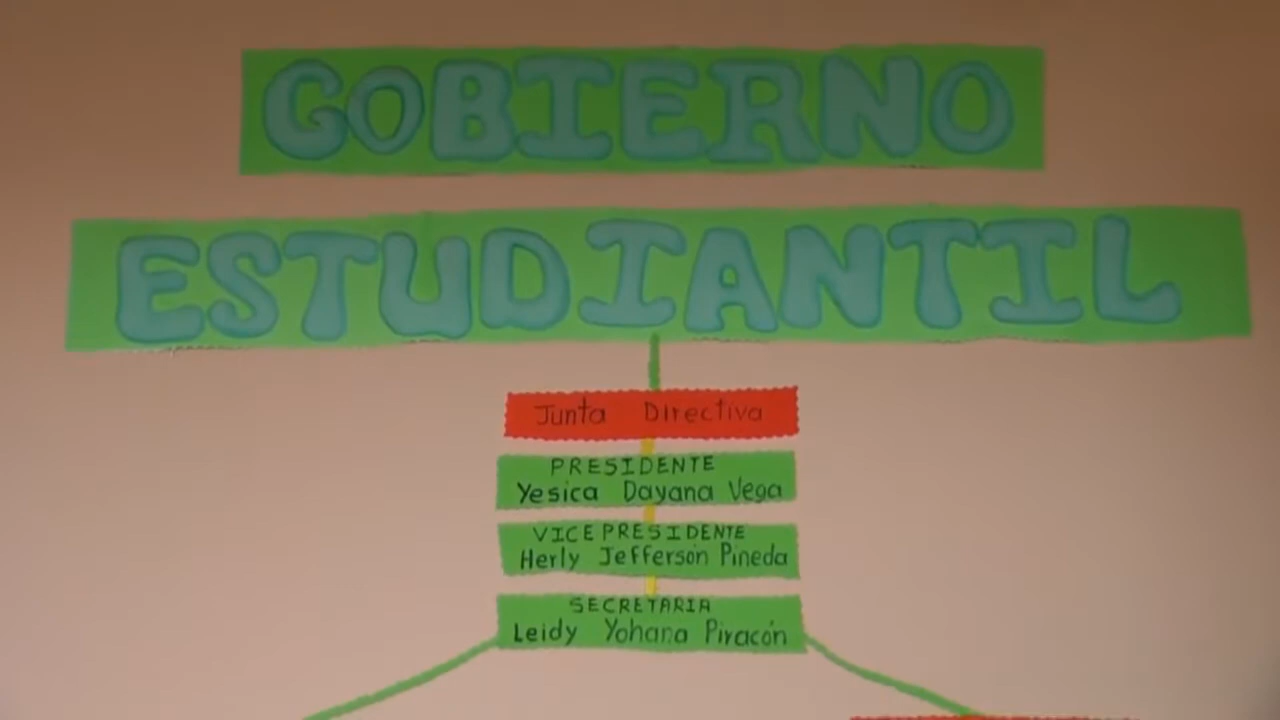 GOBIERNO
ESTUDIANTIL
Junta Directiva
PRESIDENTE
Yesica Dayana Vega
VICEPRESIDENTE
Herly Jefferson Pineda
SECRETARIA
Leidy Yohana Piracón